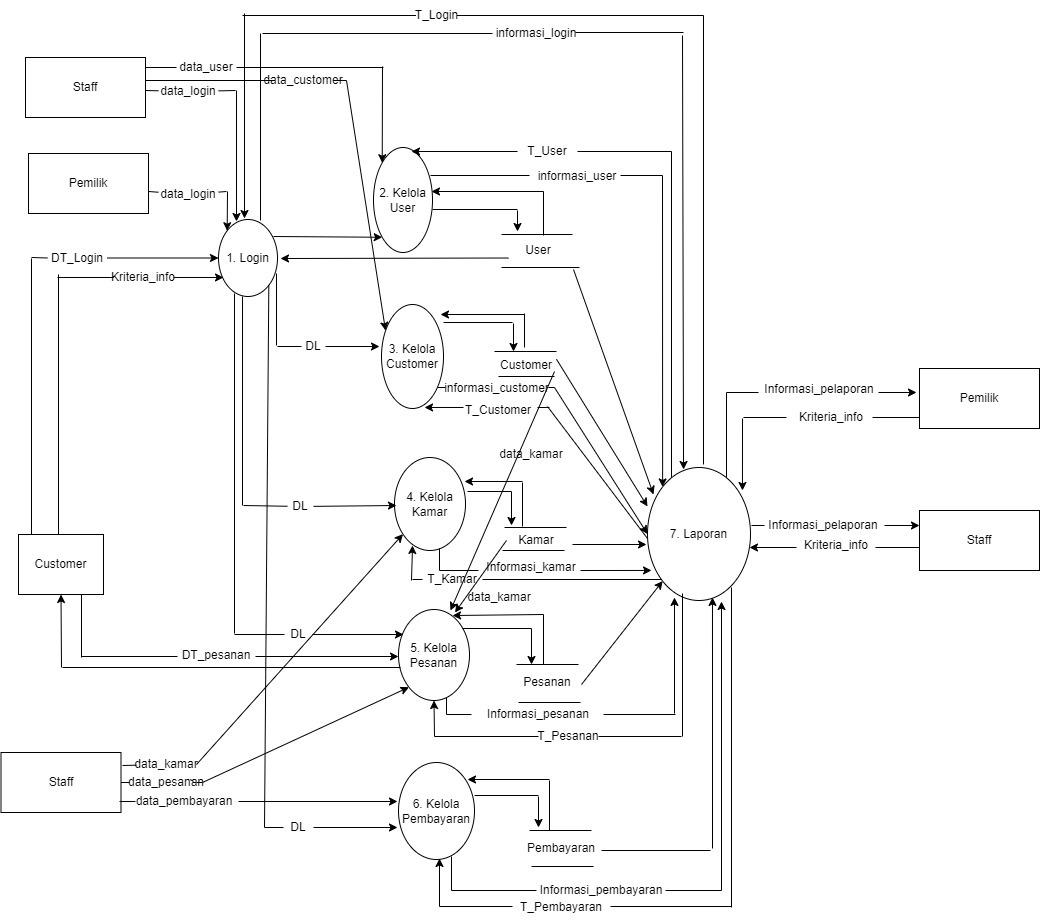 T_Login
informasi_login
data_user
Staff
data_customer
data_login
T_User
Pemilik
informasi_user
data_login
2. Kelola
User
User
DT_Login
1. Login
Kriteria_info
DL
3. Kelola
Customer
Customer
informasi_customer
Informasi_pelaporan
Pemilik
T_Customer
Kriteria_info
data_kamar
4. Kelola
Kamar
DL
Informasi_pelaporan
7. Laporan
Kamar
Staff
Kriteria_info
Customer
Informasi_kamar
T_Kamar
data_kamar
DL
5. Kelola
Pesanan
DT_pesanan
Pesanan
Informasi_pesanan
T_Pesanan
data_kamar
Staff
data_pesanan
data_pembayaran
6. Kelola
Pembayaran
DL
Pembayaran
Informasi_pembayaran
T_Pembayaran